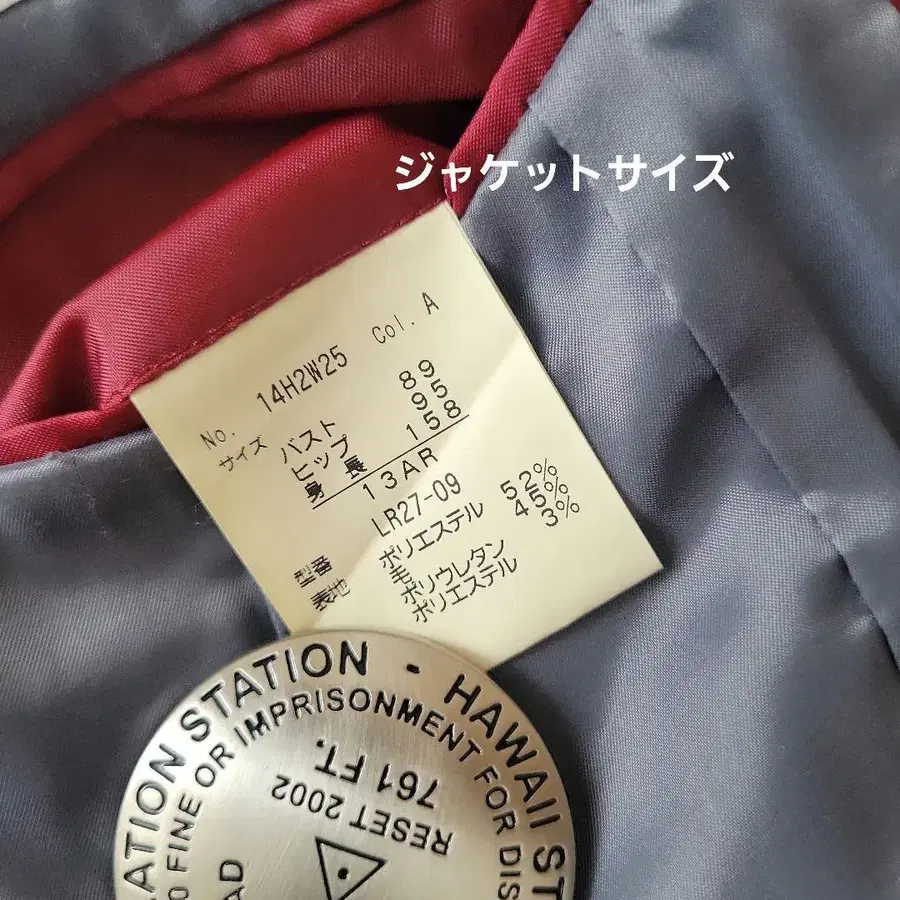 ジャケットサイズ
No. 14H2W25 Col. A
サイズ
バスト 89
ヒップ 95
身長 158
13AR
型番 LR27-09
表地 ポリエステル 52%
毛 45%
ポリウレタン 3%
ポリエステル
ATION STATION - HAWAII ST
0 FINE OR IMPRISONMENT FOR DIS
RESET 2002
761 FT.
AD